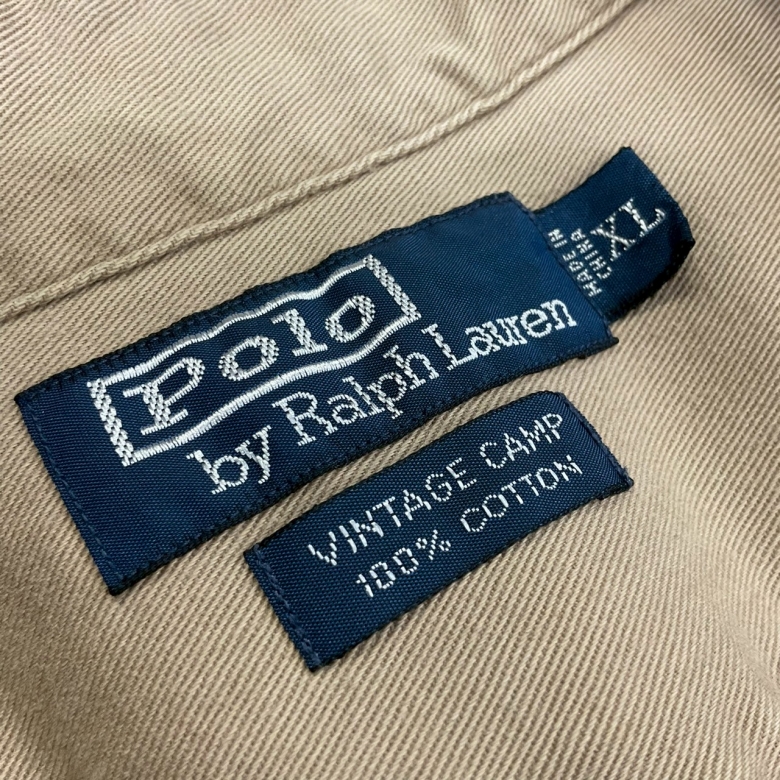 Polo
by Ralph Lauren
XL
MADE IN
CHINA
VINTAGE CAMP
100% COTTON